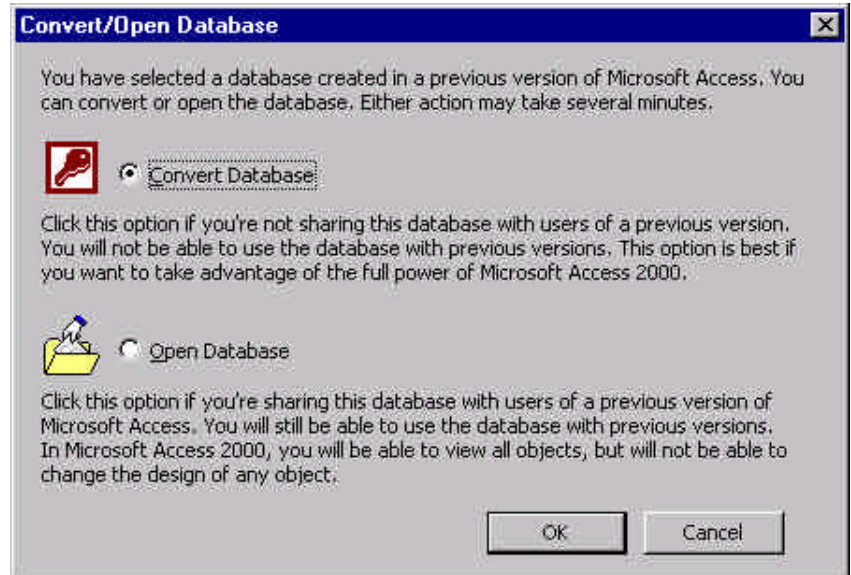 Convert/Open Database
You have selected a database created in a previous version of Microsoft Access. You
can convert or open the database. Either action may take several minutes.
Convert Database
Click this option if you're not sharing this database with users of a previous version.
You will not be able to use the database with previous versions. This option is best if
you want to take advantage of the full power of Microsoft Access 2000.
Open Database
Click this option if you're sharing this database with users of a previous version of
Microsoft Access. You will still be able to use the database with previous versions.
In Microsoft Access 2000, you will be able to view all objects, but will not be able to
change the design of any object.
OK
Cancel